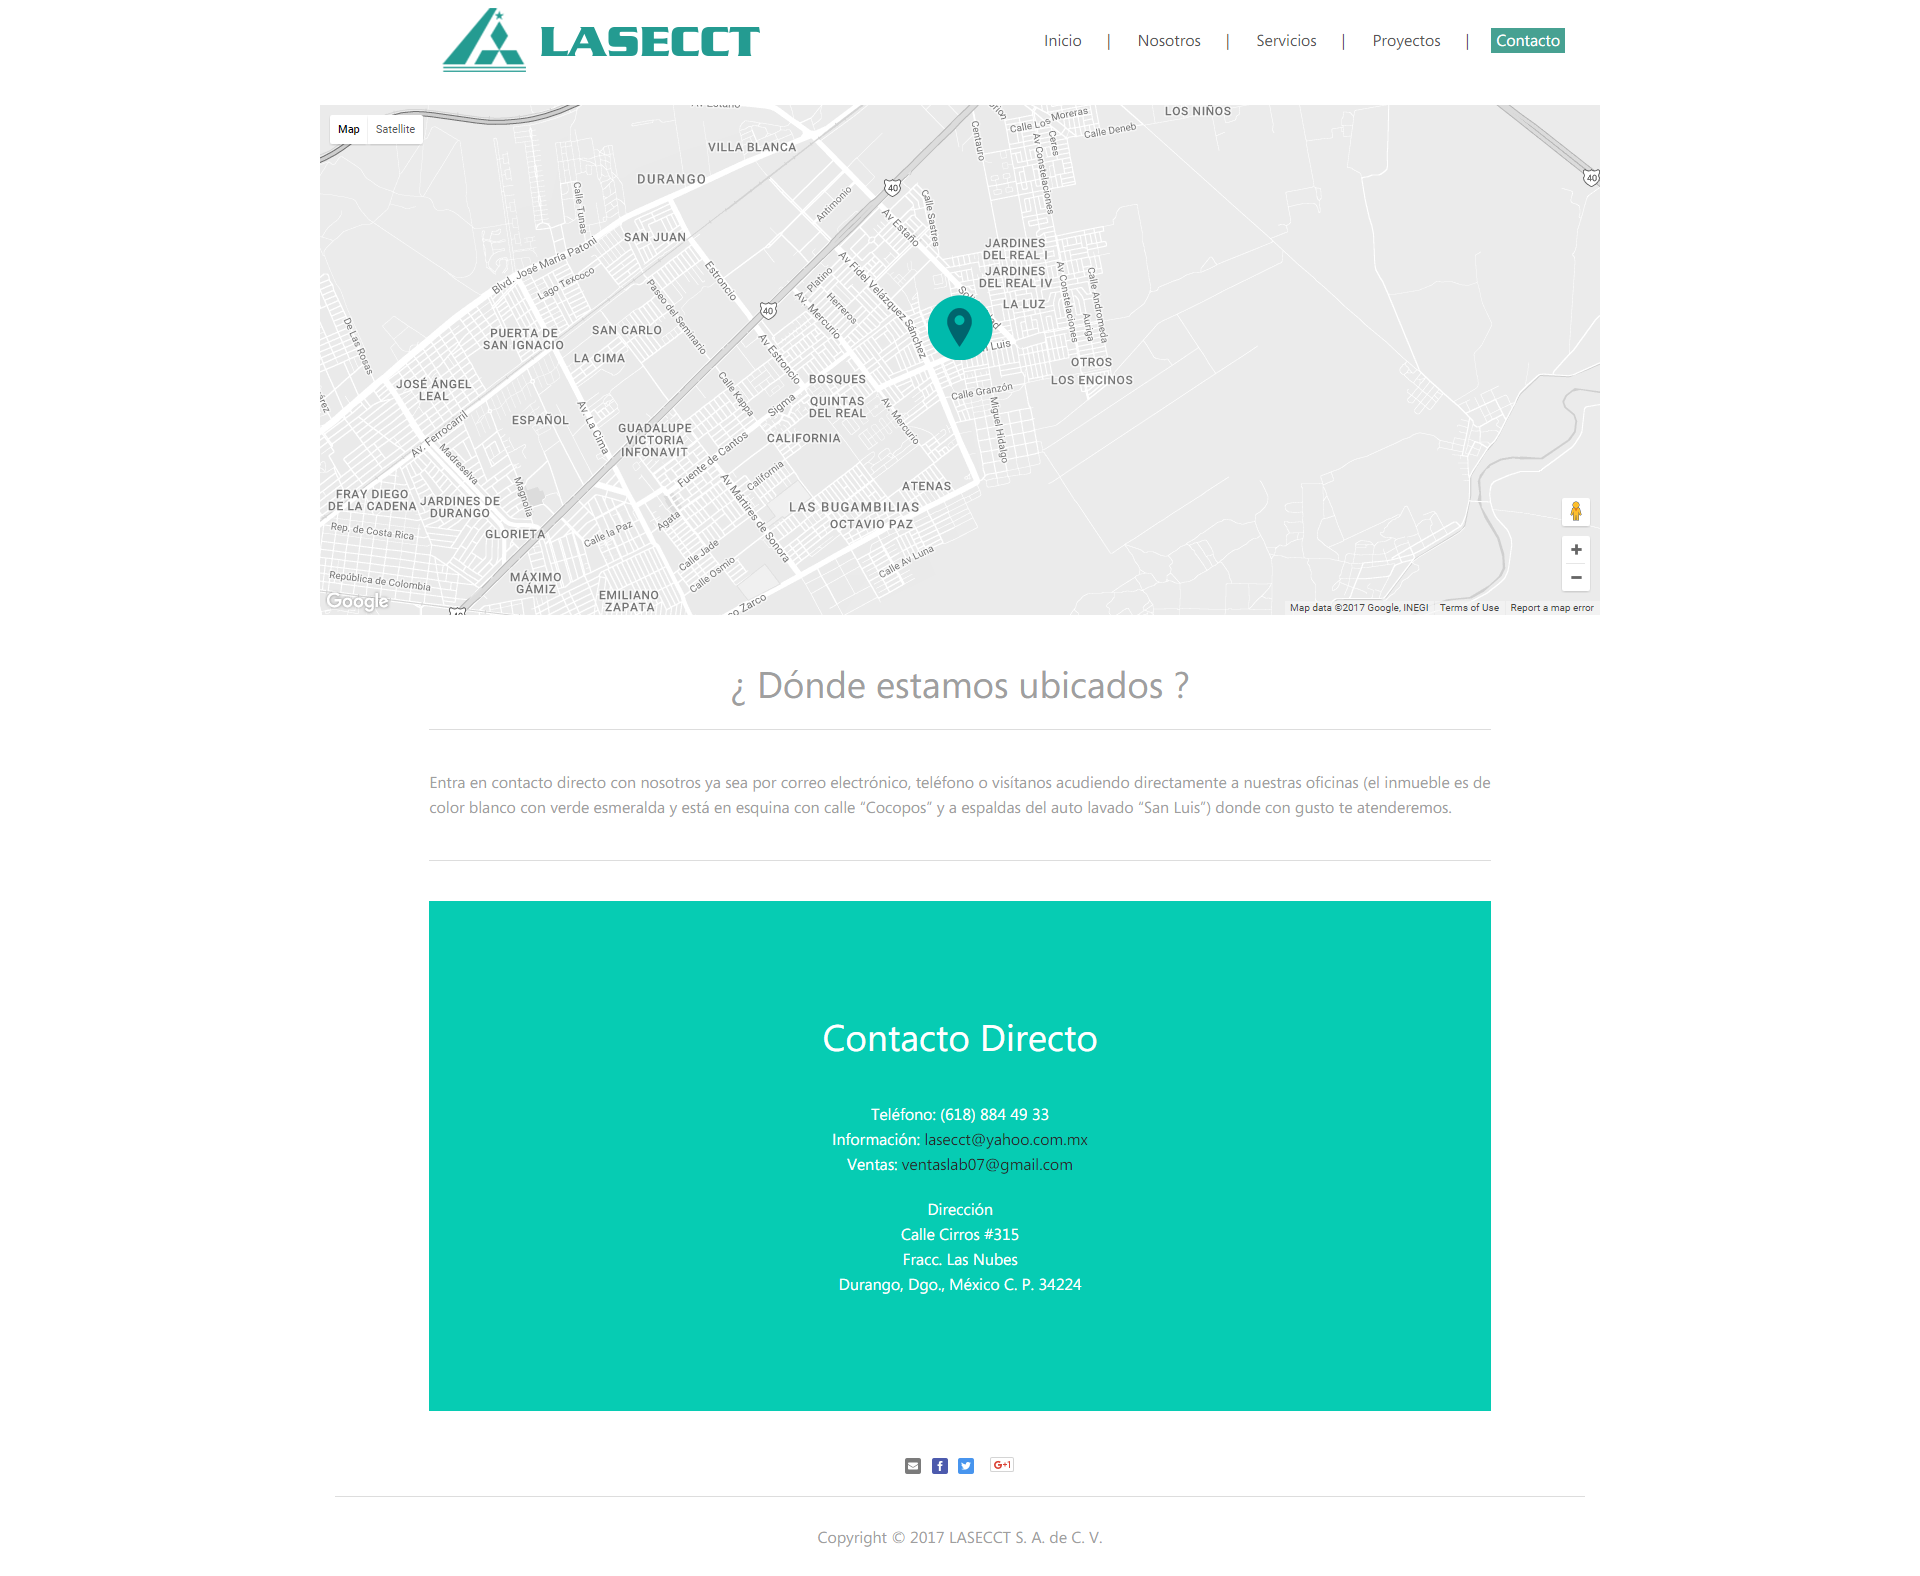 LASECCT
Inicio | Nosotros | Servicios | Proyectos | Contacto
Map Satellite
VILLA BLANCA
LOS NIÑOS
Calle Los Moreras
Calle Deneb
Centauro
Ceres
Av Constelaciones
DURANGO
Calle Tunas
Antimonio
40
40
Calle Sastres
Av Estaño
SAN JUAN
Blvd. José María Patoni
Lago Texcoco
Estroncio
Paseo del Seminario
Platino
Av Fidel Velázquez Sánchez
Herreros
Av. Mercurio
JARDINES
DEL REAL I
JARDINES
DEL REAL IV
LA LUZ
Av Constelaciones
Calle Andromeda
Auriga
40
De Las Rosas
PUERTA DE
SAN IGNACIO
SAN CARLO
LA CIMA
Av Estroncio
OTROS
LOS ENCINOS
JOSÉ ÁNGEL
LEAL
BOSQUES
QUINTAS
DEL REAL
Calle Kappa
Sigma
Av. Mercurio
Calle Granzón
Miguel Hidalgo
ESPAÑOL
Av. La Cima
GUADALUPE
VICTORIA
INFONAVIT
CALIFORNIA
Av. Ferrocarril
Madreselva
Fuente de Cantos
California
Magnolia
Av Mártires de Sonora
ATENAS
FRAY DIEGO
DE LA CADENA
JARDINES DE
DURANGO
LAS BUGAMBILIAS
OCTAVIO PAZ
Rep. de Costa Rica
GLORIETA
Calle la Paz
Agata
Calle Jade
Calle Osmio
Calle Av Luna
República de Colombia
MÁXIMO
GÁMIZ
EMILIANO
ZAPATA
Google
Map data ©2017 Google, INEGI Terms of Use Report a map error
¿ Dónde estamos ubicados ?
Entra en contacto directo con nosotros ya sea por correo electrónico, teléfono o visítanos acudiendo directamente a nuestras oficinas (el inmueble es de
color blanco con verde esmeralda y está en esquina con calle “Cocopos” y a espaldas del auto lavado “San Luis”) donde con gusto te atenderemos.
Contacto Directo
Teléfono: (618) 884 49 33
Información: lasecct@yahoo.com.mx
Ventas: ventaslab07@gmail.com
Dirección
Calle Cirros #315
Fracc. Las Nubes
Durango, Dgo., México C. P. 34224
G+1
Copyright © 2017 LASECCT S. A. de C. V.